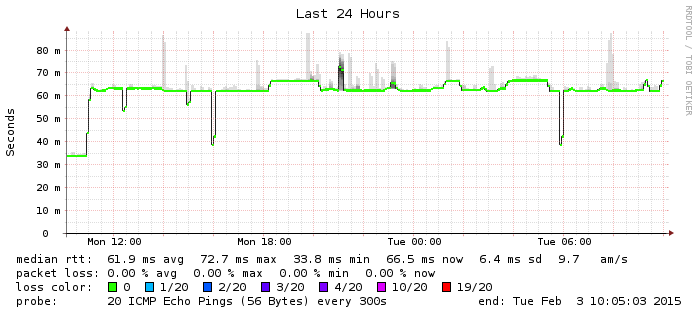 Last 24 Hours
RRDTOOL / TOBI OETIKER
Seconds
80 m
70 m
60 m
50 m
40 m
30 m
20 m
10 m
0
Mon 12:00 Mon 18:00 Tue 00:00 Tue 06:00
median rtt: 61.9 ms avg 72.7 ms max 33.8 ms min 66.5 ms now 6.4 ms sd 9.7 am/s
packet loss: 0.00 % avg 0.00 % max 0.00 % min 0.00 % now
loss color: 0 1/20 2/20 3/20 4/20 10/20 19/20
probe: 20 ICMP Echo Pings (56 Bytes) every 300s end: Tue Feb 3 10:05:03 2015